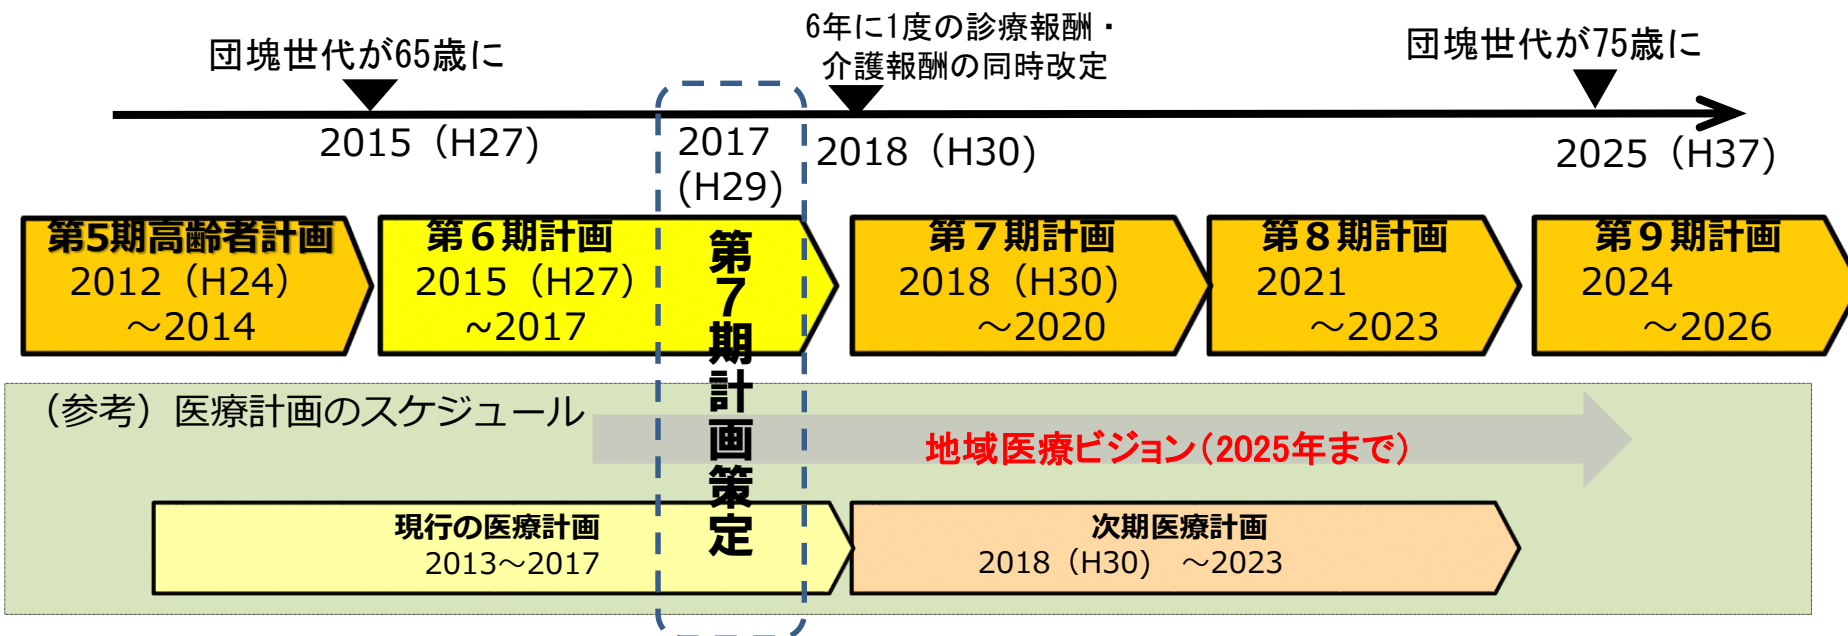 団塊世代が65歳に
6年に1度の診療報酬・
介護報酬の同時改定
団塊世代が75歳に
2015（H27)
2017
(H29)
2018（H30)
2025（H37)
第5期高齢者計画
2012（H24）
～2014
第６期計画
2015（H27）
~2017
第７期計画策定
第７期計画
2018（H30）
～2020
第８期計画
2021
～2023
第９期計画
2024
～2026
（参考）医療計画のスケジュール
地域医療ビジョン（2025年まで）
現行の医療計画
2013～2017
次期医療計画
2018（H30）　～2023